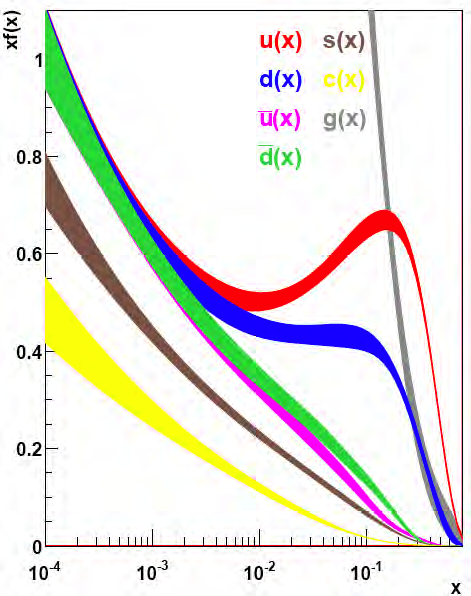 xf(x)
u(x) s(x)
d(x) c(x)
u̅(x) g(x)
d̅(x)
1
0.8
0.6
0.4
0.2
0
10⁻⁴ 10⁻³ 10⁻² 10⁻¹
x